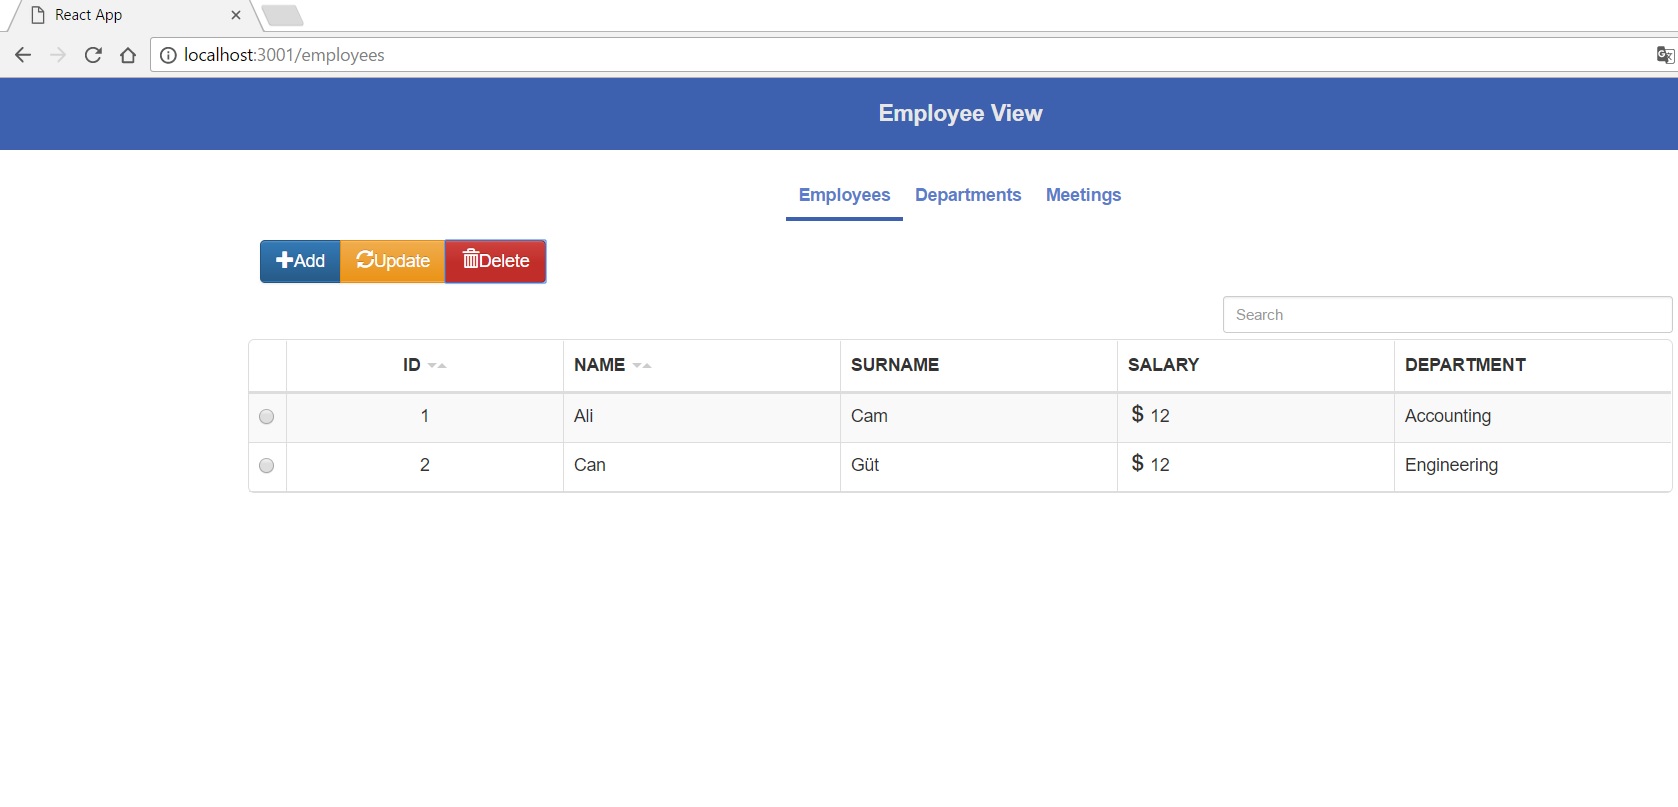 React App
localhost:3001/employees
Employee View
Employees Departments Meetings
Add Update Delete
Search
ID NAME SURNAME SALARY DEPARTMENT
1 Ali Cam $ 12 Accounting
2 Can Güt $ 12 Engineering